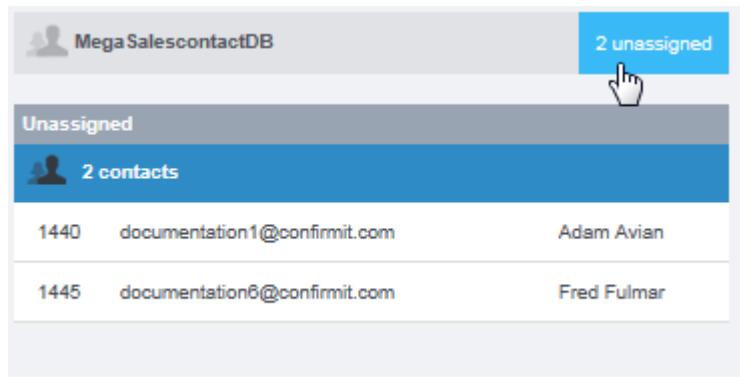 MegaSalescontactDB 2 unassigned
Unassigned
2 contacts
1440 documentation1@confirmit.com Adam Avian
1445 documentation6@confirmit.com Fred Fulmar